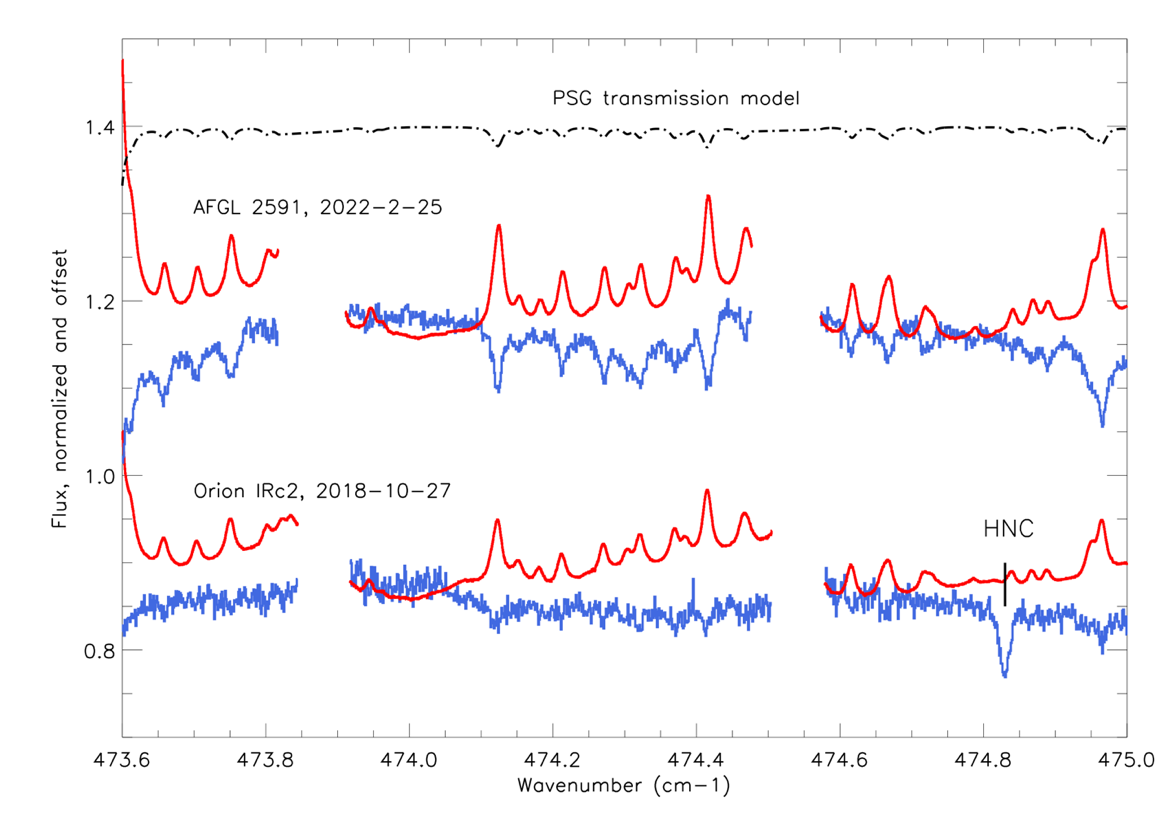 PSG transmission model
1.4
AFGL 2591, 2022-2-25
1.2
Flux, normalized and offset
1.0
Orion IRc2, 2018-10-27
HNC
0.8
473.6 473.8 474.0 474.2 474.4 474.6 474.8 475.0
Wavenumber (cm-1)